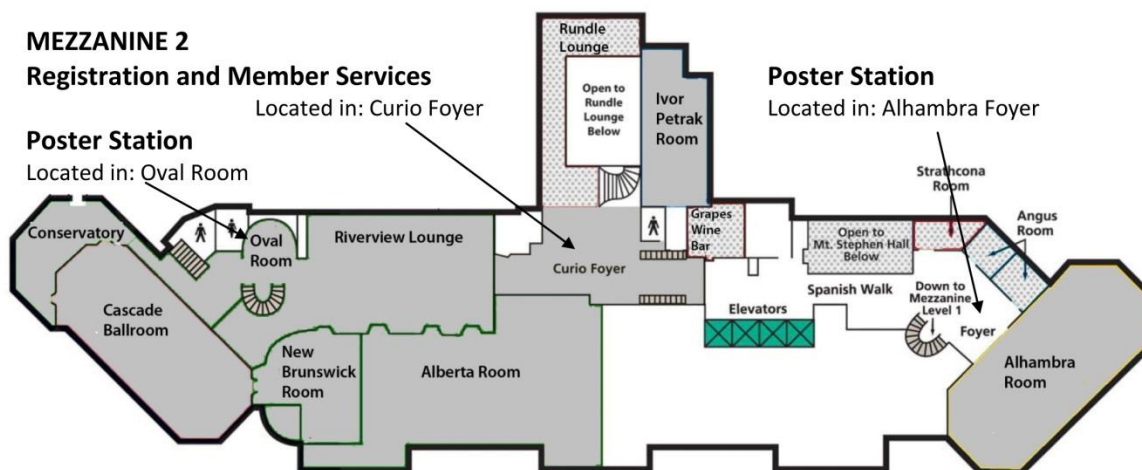 MEZZANINE 2
Registration and Member Services
Located in: Curio Foyer
Poster Station
Located in: Oval Room
Poster Station
Located in: Alhambra Foyer
Rundle
Lounge
Open to
Rundle
Lounge
Below
Ivor
Petrak
Room
Strathcona
Room
Angus
Room
Conservatory
Oval
Room
Riverview Lounge
Grapes
Wine
Bar
Open to
Mt. Stephen Hall
Below
Curio Foyer
Spanish Walk
Down to
Mezzanine
Level 1
Elevators
Foyer
Cascade
Ballroom
New
Brunswick
Room
Alberta Room
Alhambra
Room